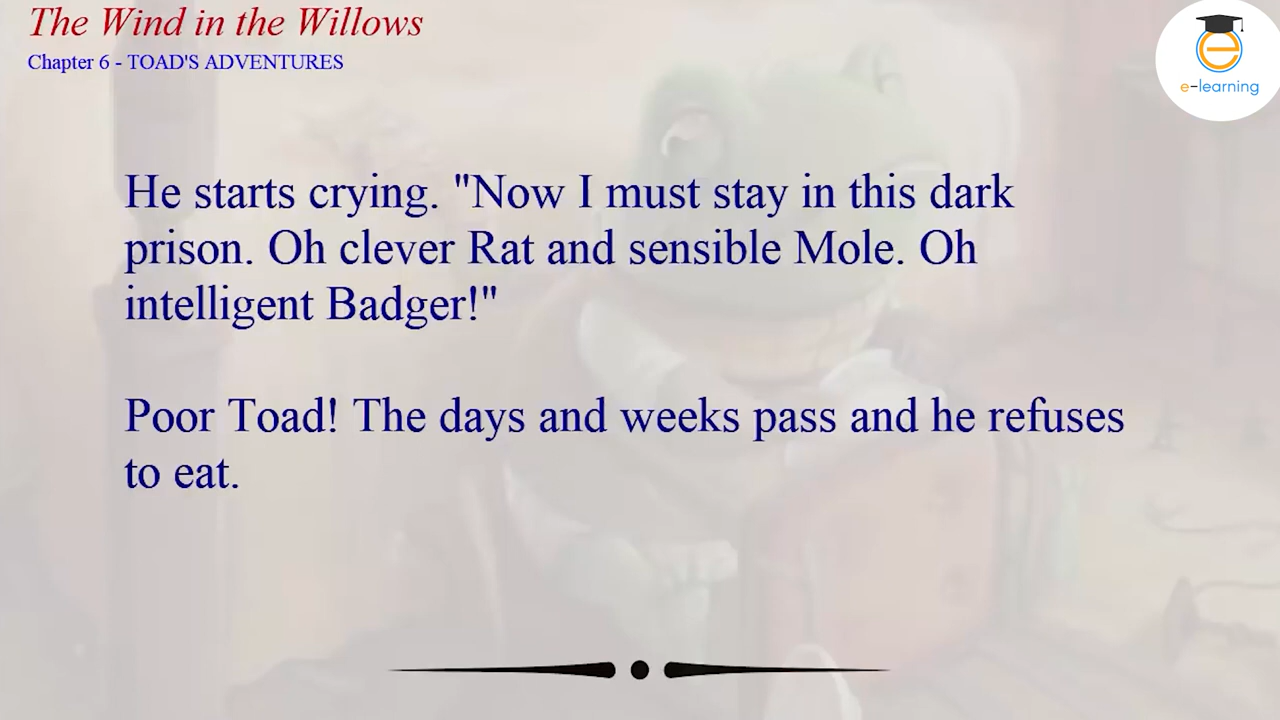 The Wind in the Willows
Chapter 6 - TOAD'S ADVENTURES
e-learning
He starts crying. "Now I must stay in this dark
prison. Oh clever Rat and sensible Mole. Oh
intelligent Badger!"
Poor Toad! The days and weeks pass and he refuses
to eat.